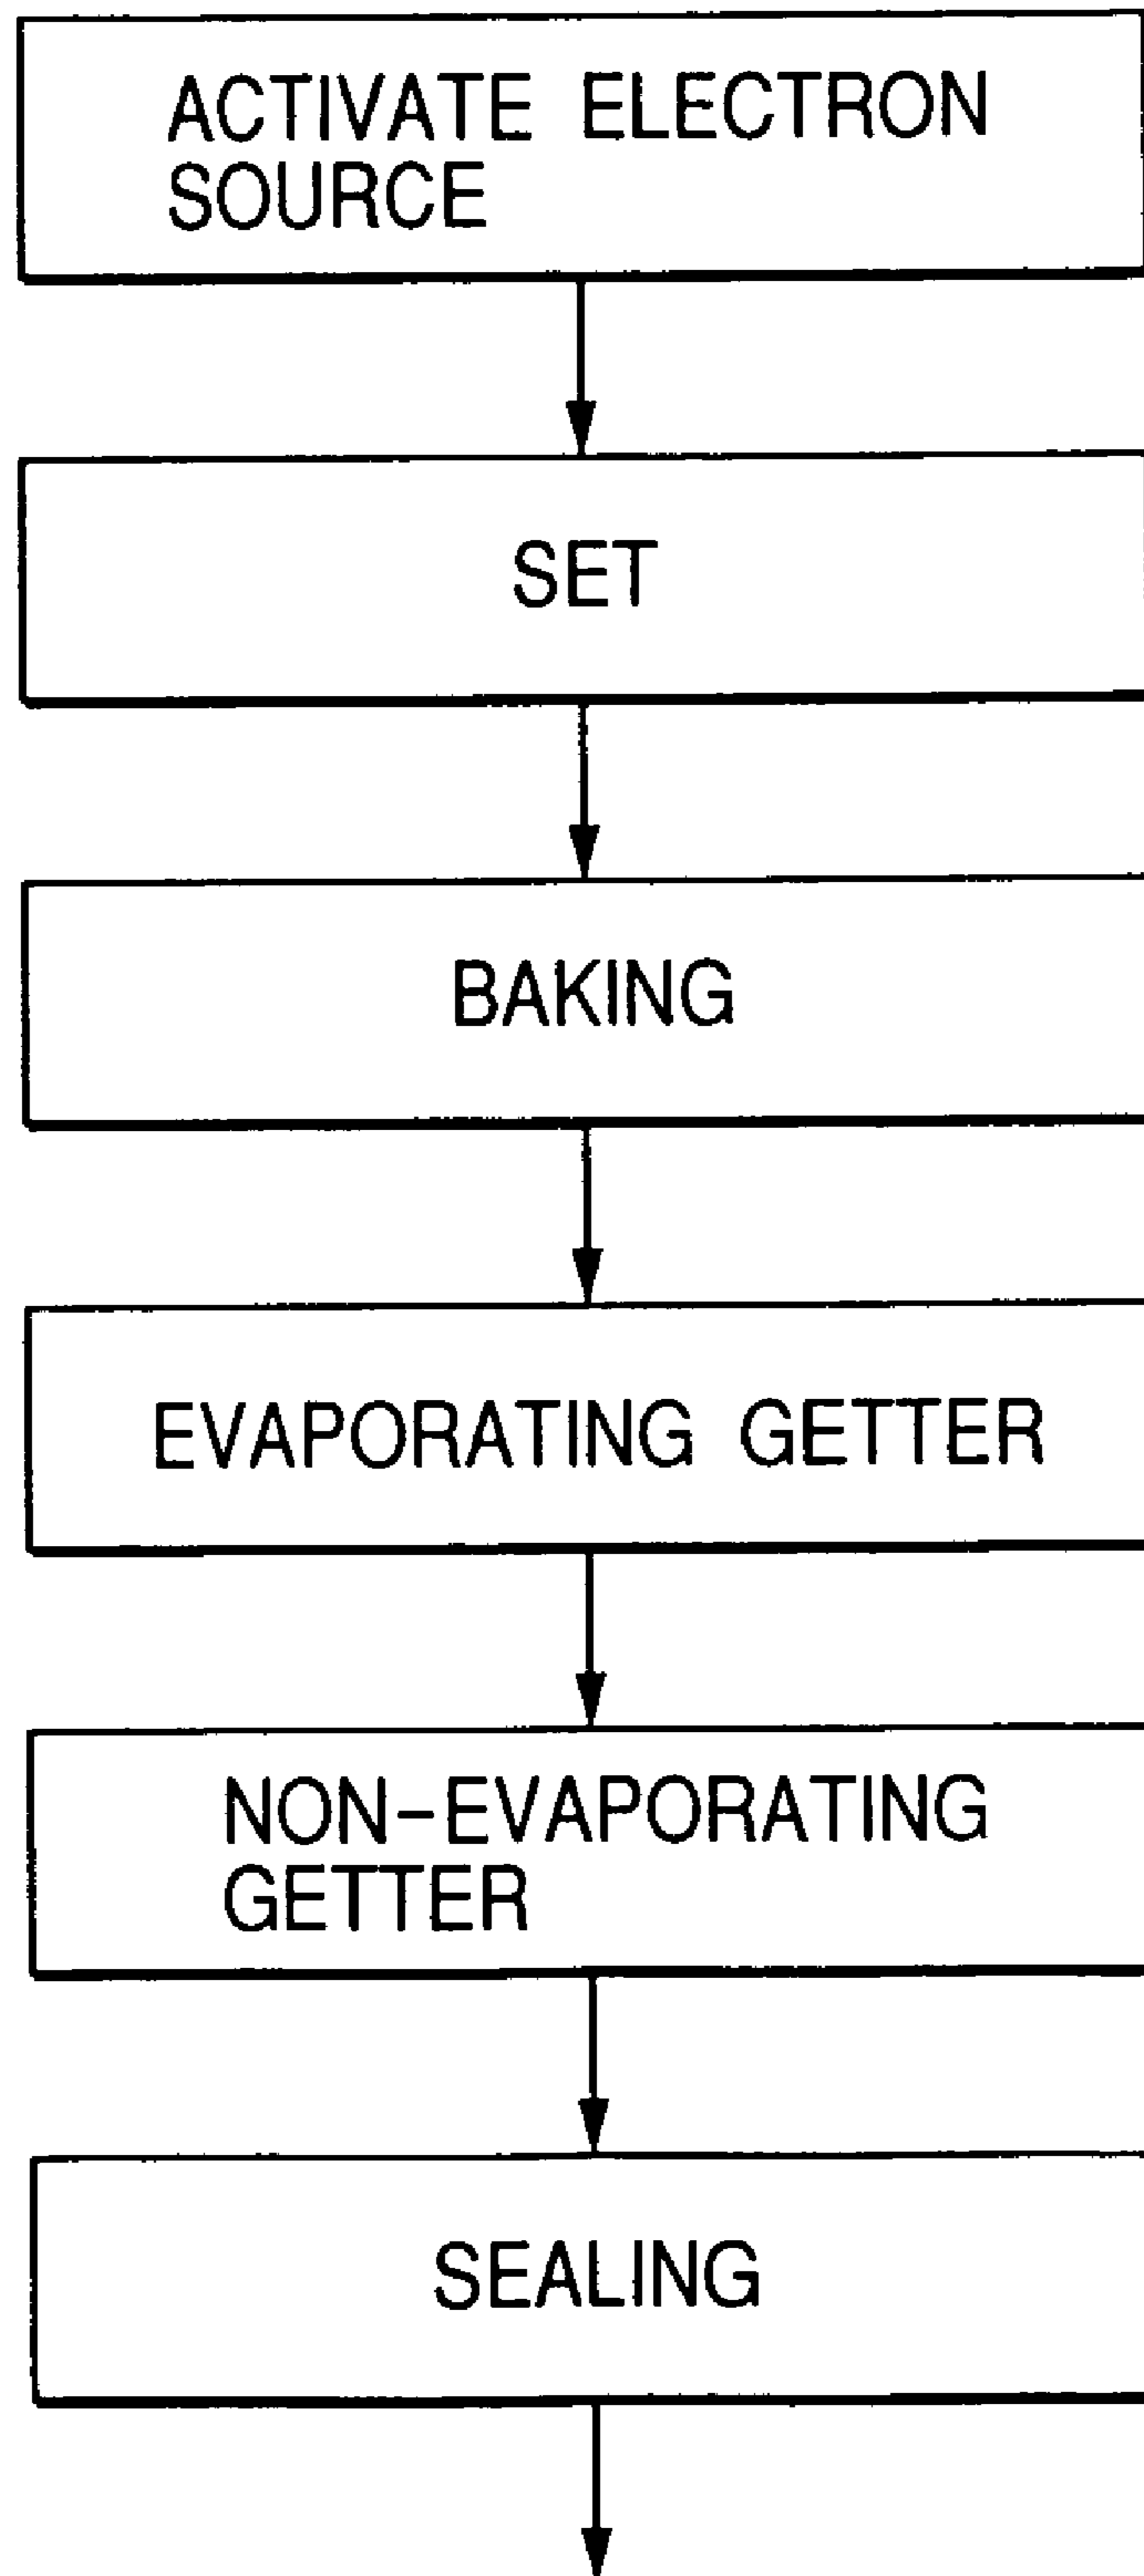 ACTIVATE ELECTRON
SOURCE
SET
BAKING
EVAPORATING GETTER
NON-EVAPORATING
GETTER
SEALING